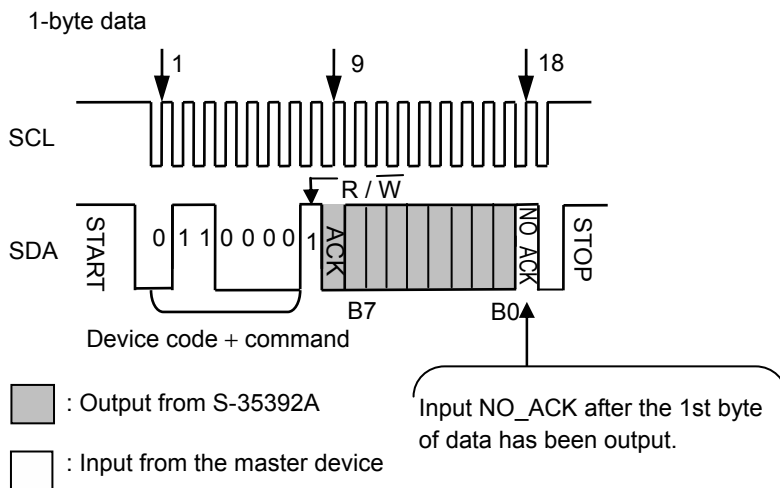 1-byte data
1 9 18
SCL
R / W
SDA
START 0 1 1 0 0 0 0 1 ACK NO_ACK STOP
B7 B0
Device code + command
: Output from S-35392A
Input NO_ACK after the 1st byte
of data has been output.
: Input from the master device